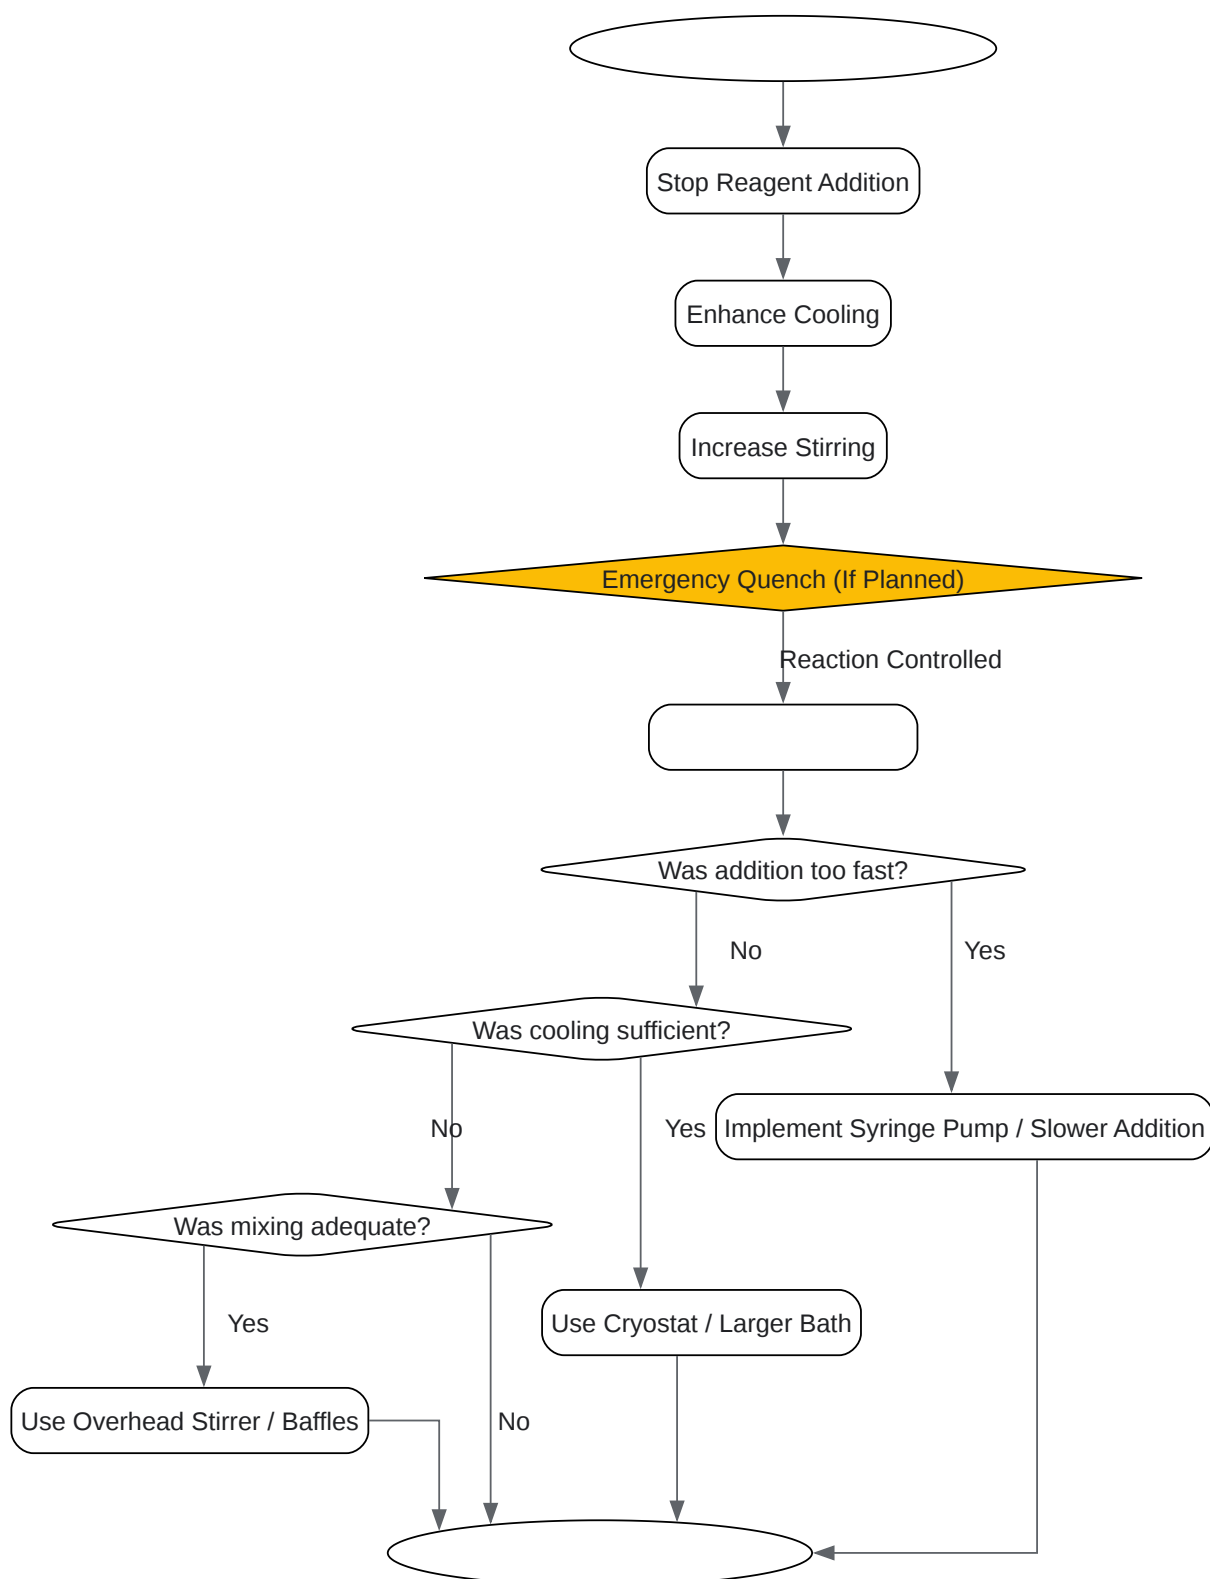 Stop Reagent Addition
Enhance Cooling
Increase Stirring
Emergency Quench (If Planned)
Reaction Controlled
Was addition too fast?
No
Yes
Was cooling sufficient?
No
Yes
Implement Syringe Pump / Slower Addition
Was mixing adequate?
Yes
Use Cryostat / Larger Bath
Use Overhead Stirrer / Baffles
No